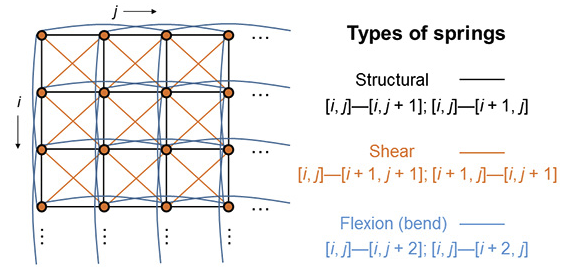 j
i
...
...
...
...
⋮ ⋮ ⋮ ⋮
Types of springs
Structural
[i, j]—[i, j + 1]; [i, j]—[i + 1, j]
Shear
[i, j]—[i + 1, j + 1]; [i + 1, j]—[i, j + 1]
Flexion (bend)
[i, j]—[i, j + 2]; [i, j]—[i + 2, j]